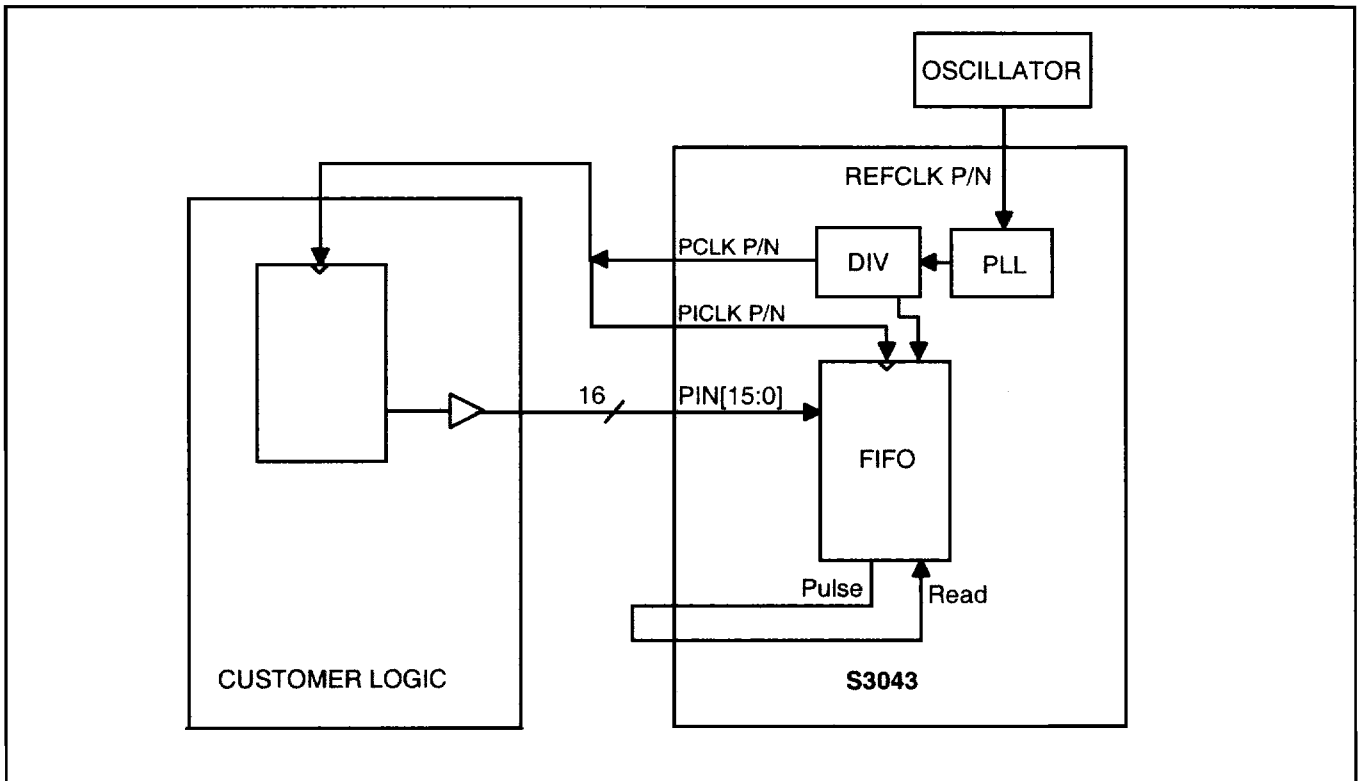 OSCILLATOR
REFCLK P/N
PCLK P/N
DIV
PLL
PICLK P/N
16
PIN[15:0]
FIFO
Pulse
Read
CUSTOMER LOGIC
S3043